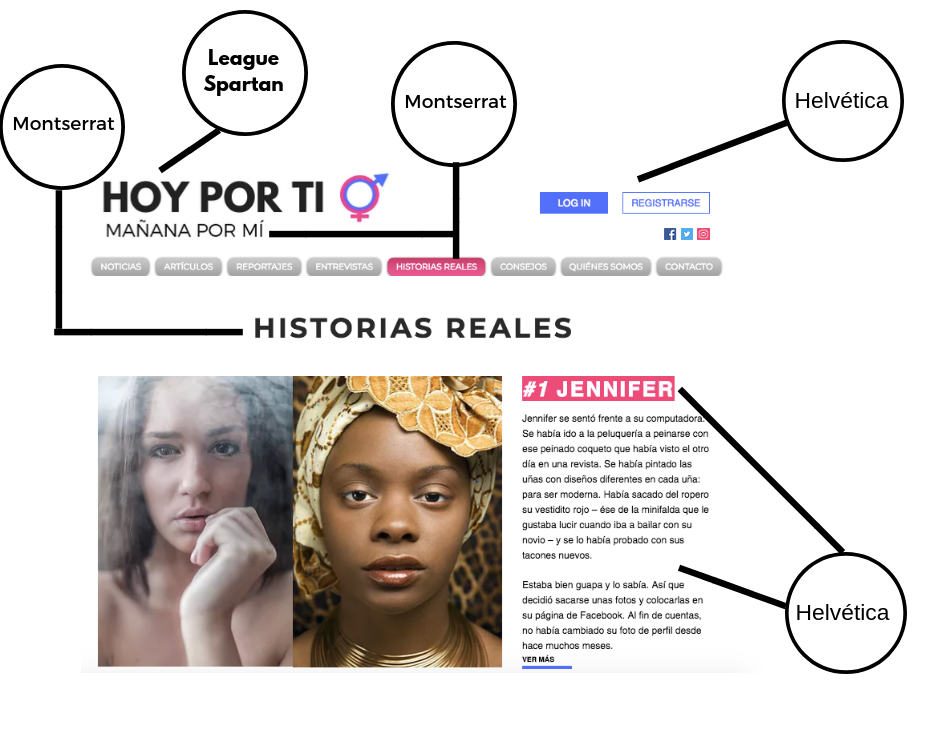 League
Spartan
Montserrat
Montserrat
Helvética
HOY POR TI
MAÑANA POR MÍ
LOG IN
REGISTRARSE
NOTICIAS
ARTÍCULOS
REPORTAJES
ENTREVISTAS
HISTORIAS REALES
CONSEJOS
QUIÉNES SOMOS
CONTACTO
HISTORIAS REALES
#1 JENNIFER
Jennifer se sentó frente a su computadora.
Se había ido a la peluquería a peinarse con
ese peinado coqueto que había visto el otro
día en una revista. Se había pintado las
uñas con diseños diferentes en cada uña:
para ser moderna. Había sacado del ropero
su vestidito rojo – ése de la minifalda que le
gustaba lucir cuando iba a bailar con su
novio – y se lo había probado con sus
tacones nuevos.
Estaba bien guapa y lo sabía. Así que
decidió sacarse unas fotos y colocarlas en
su página de Facebook. Al fin de cuentas,
no había cambiado su foto de perfil desde
hace muchos meses.
VER MÁS
Helvética